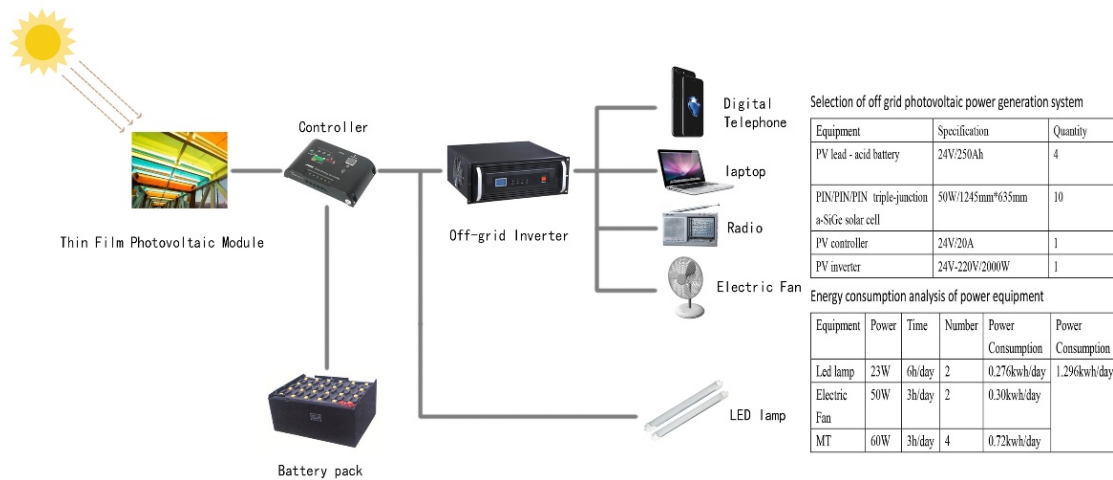 Controller
Thin Film Photovoltaic Module
Off-grid Inverter
Battery pack
Digital
Telephone
laptop
Radio
Electric Fan
LED lamp
Selection of off grid photovoltaic power generation system
Equipment Specification Quantity
PV lead - acid battery 24V/250Ah 4
PIN/PIN/PIN triple-junction 50W/1245mm*635mm 10
a-SiGe solar cell
PV controller 24V/20A 1
PV inverter 24V-220V/2000W 1
Energy consumption analysis of power equipment
Equipment Power Time Number Power Power
Consumption Consumption
Led lamp 23W 6h/day 2 0.276kwh/day 1.296kwh/day
Electric 50W 3h/day 2 0.30kwh/day
Fan
MT 60W 3h/day 4 0.72kwh/day